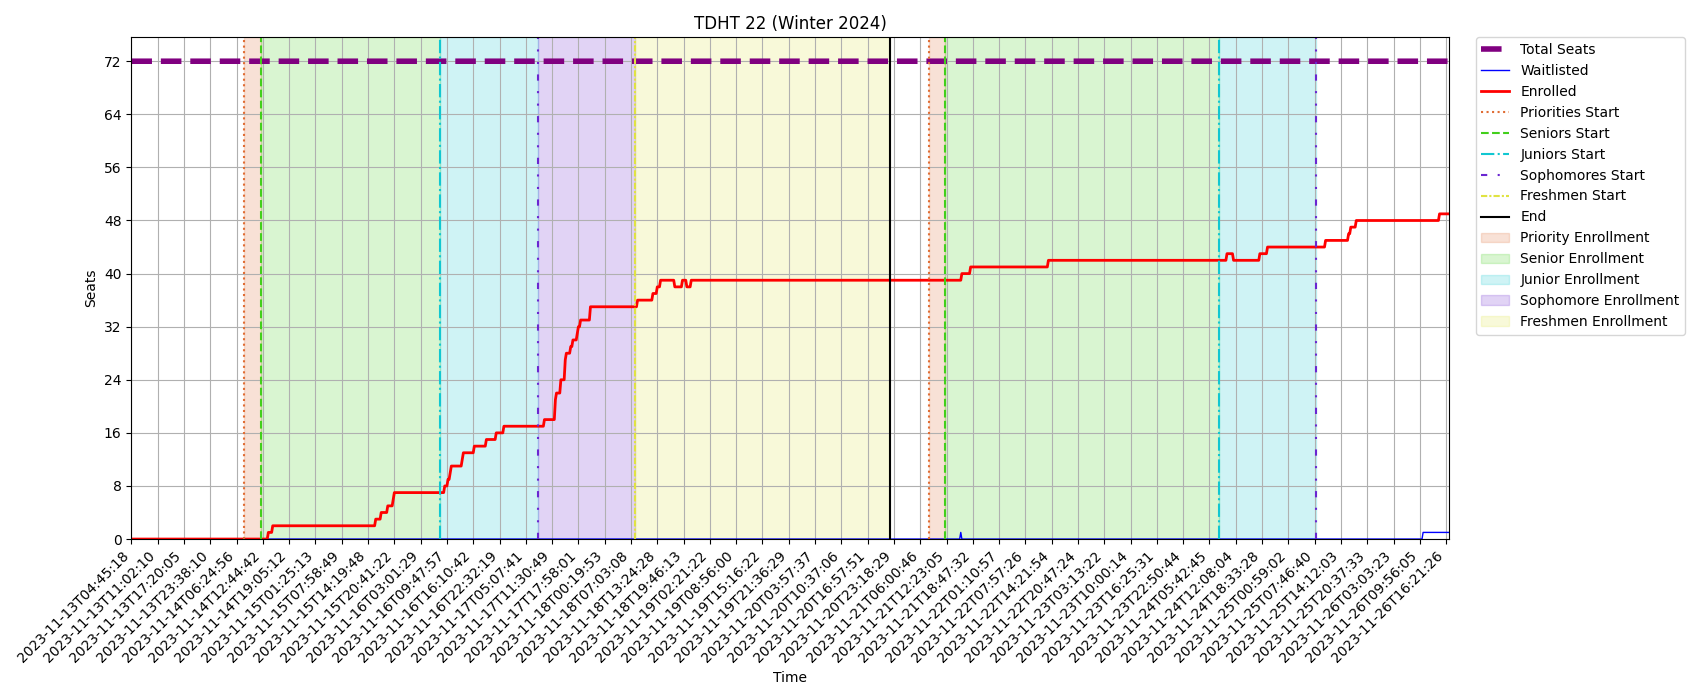 TDHT 22 (Winter 2024)
Seats
72
64
56
48
40
32
24
16
8
0
2023-11-13T04:45:18
2023-11-13T11:02:10
2023-11-13T17:20:05
2023-11-13T23:38:10
2023-11-14T06:24:56
2023-11-14T12:44:42
2023-11-14T19:05:12
2023-11-15T01:25:13
2023-11-15T07:58:49
2023-11-15T14:19:48
2023-11-15T20:41:22
2023-11-16T03:01:29
2023-11-16T09:47:57
2023-11-16T16:10:42
2023-11-16T22:32:19
2023-11-17T05:07:41
2023-11-17T11:30:49
2023-11-17T17:58:01
2023-11-18T00:19:53
2023-11-18T07:03:08
2023-11-18T13:24:28
2023-11-18T19:46:13
2023-11-19T02:21:22
2023-11-19T08:56:00
2023-11-19T15:16:22
2023-11-19T21:36:29
2023-11-20T03:57:37
2023-11-20T10:37:06
2023-11-20T16:57:51
2023-11-20T23:18:29
2023-11-21T06:00:46
2023-11-21T12:23:05
2023-11-21T18:47:32
2023-11-22T01:10:57
2023-11-22T07:57:26
2023-11-22T14:21:54
2023-11-22T20:47:24
2023-11-23T03:13:22
2023-11-23T10:00:14
2023-11-23T16:25:31
2023-11-23T22:50:44
2023-11-24T05:42:45
2023-11-24T12:08:04
2023-11-24T18:33:28
2023-11-25T00:59:02
2023-11-25T07:46:40
2023-11-25T14:12:03
2023-11-25T20:37:33
2023-11-26T03:03:23
2023-11-26T09:56:05
2023-11-26T16:21:26
Time
Total Seats
Waitlisted
Enrolled
Priorities Start
Seniors Start
Juniors Start
Sophomores Start
Freshmen Start
End
Priority Enrollment
Senior Enrollment
Junior Enrollment
Sophomore Enrollment
Freshmen Enrollment